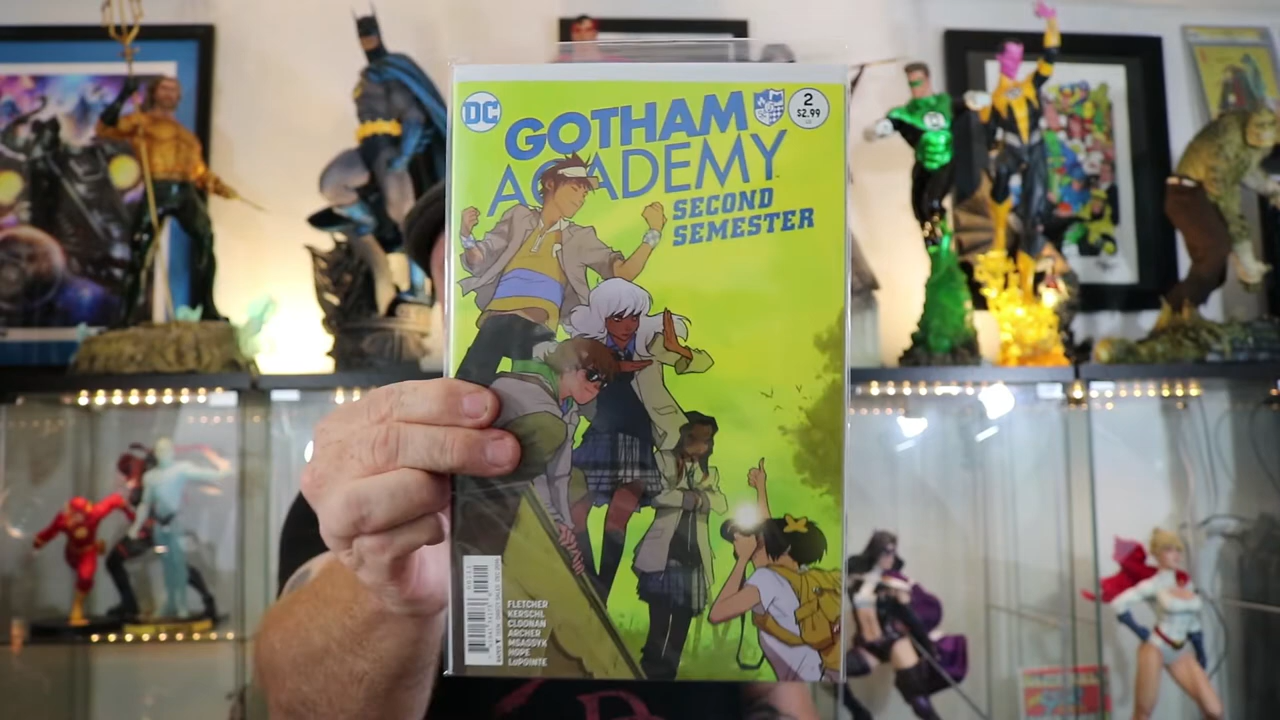 DC
GOTHAM
ACADEMY
SECOND
SEMESTER
2
$2.99
FLETCHER
KERSCHL
CLOONAN
ARCHER
MSASSYK
HOPE
LaPOINTE